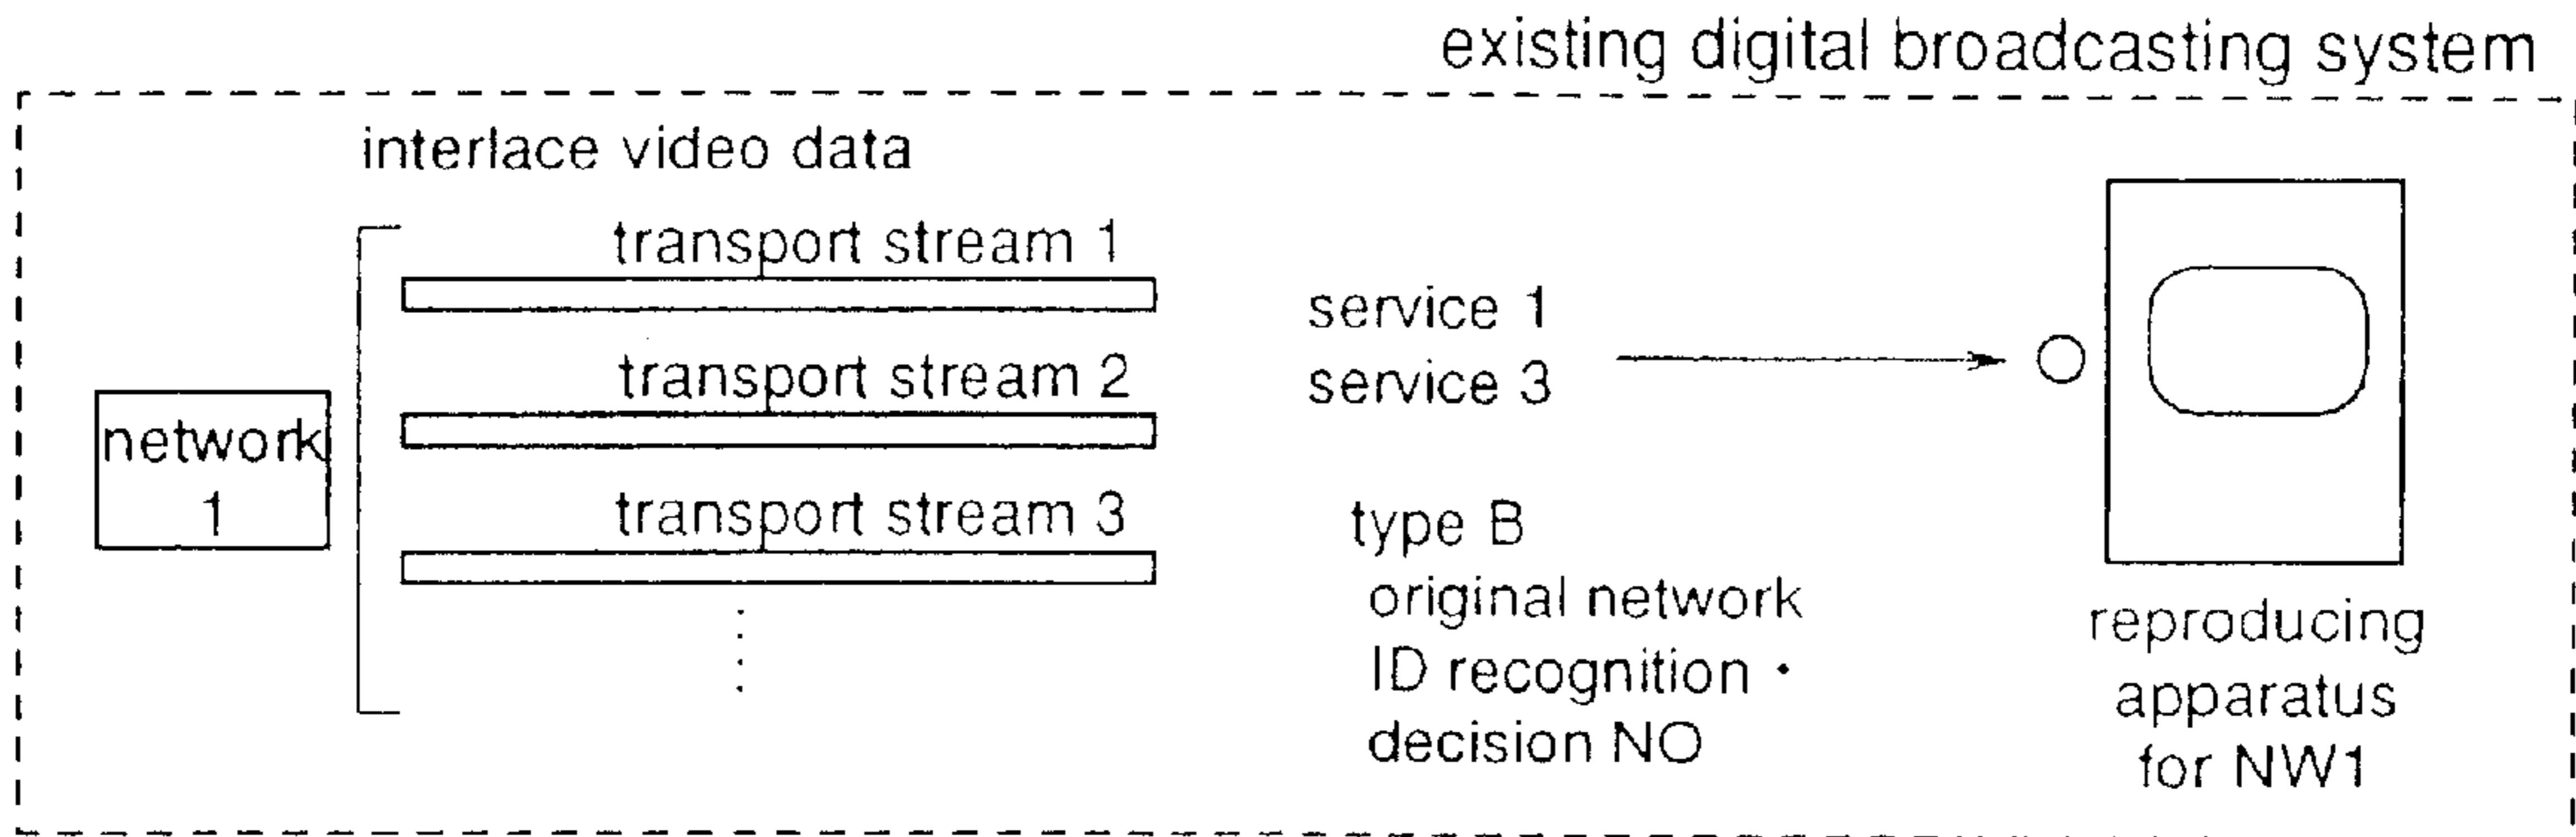 existing digital broadcasting system
interlace video data
transport stream 1
transport stream 2
transport stream 3
network
1
service 1
service 3
type B
original network
ID recognition・
decision NO
reproducing
apparatus
for NW1